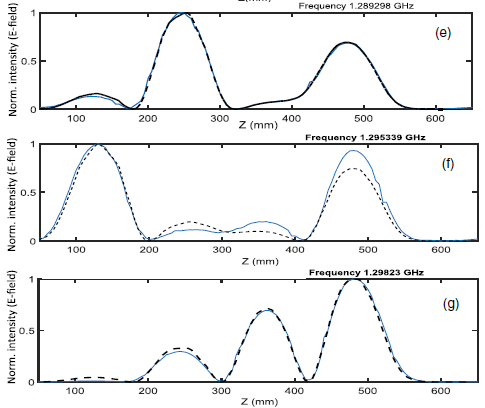 Z(mm)
Frequency 1.289298 GHz
(e)
Norm. intensity (E-field)
1
0.5
0
100 200 300 400 500 600
Z (mm)
Frequency 1.295339 GHz
(f)
Norm. intensity (E-field)
1
0.5
0
100 200 300 400 500 600
Z (mm)
Frequency 1.29823 GHz
(g)
Norm. intensity (E-field)
1
0.5
0
100 200 300 400 500 600
Z (mm)